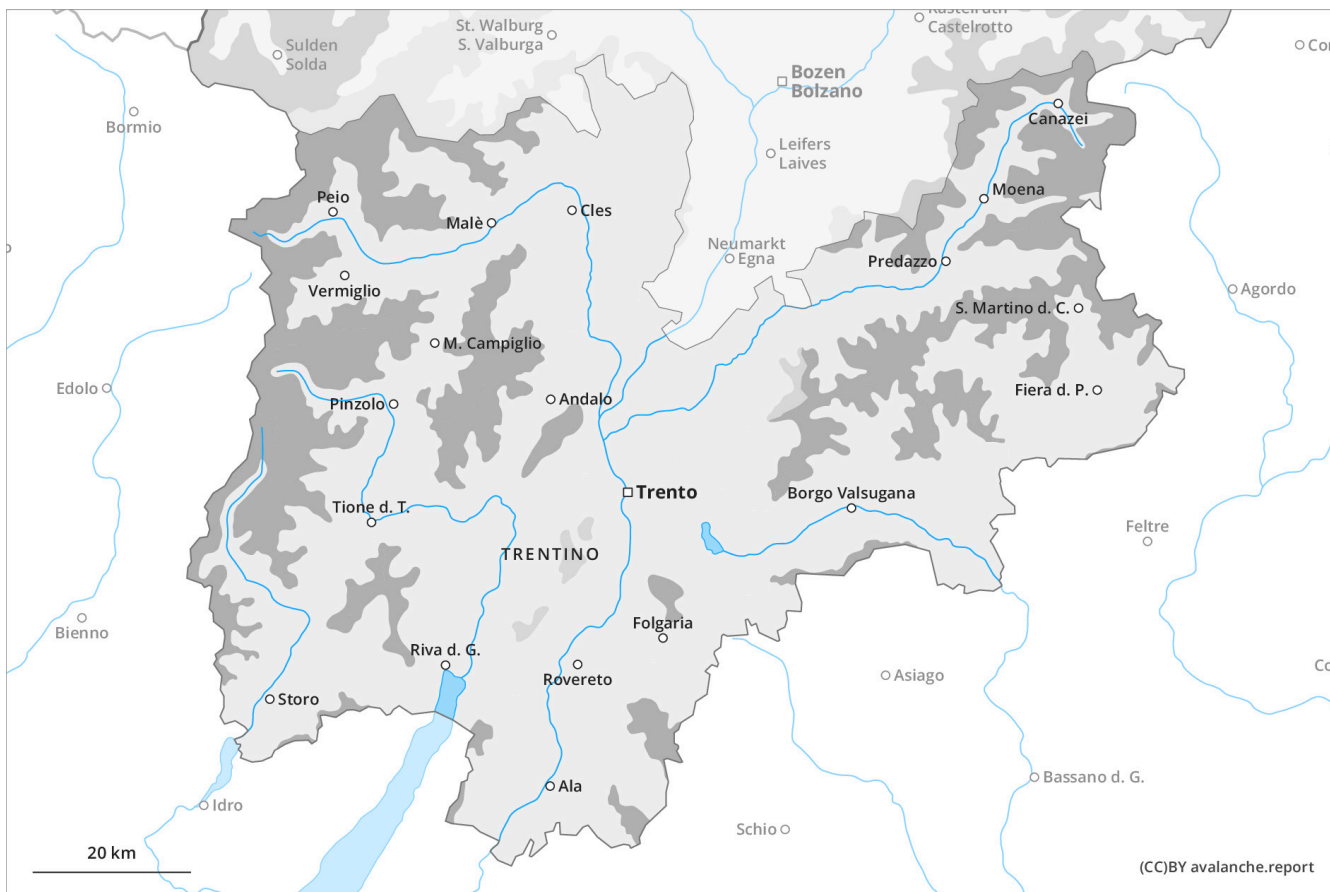 Kastelruth
Castelrotto
St. Walburg
S. Valburga
Sulden
Solda
Bozen
Bolzano
Bormio
Canazei
Leifers
Laives
Moena
Peio
Malè
Cles
Neumarkt
Egna
Predazzo
Vermiglio
Agordo
S. Martino d. C.
M. Campiglio
Edolo
Pinzolo
Andalo
Fiera d. P.
Trento
Borgo Valsugana
Tione d. T.
Feltre
TRENTINO
Bienno
Folgaria
Riva d. G.
Rovereto
Asiago
Storo
Ala
Bassano d. G.
Idro
Schio
20 km
(CC)BY avalanche.report